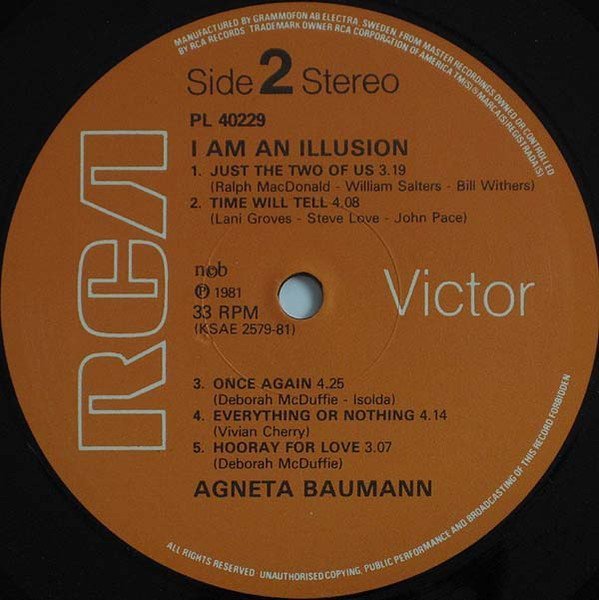 MANUFACTURED BY GRAMMOFON AB ELECTRA, SWEDEN, FROM MASTER RECORDINGS OWNED OR CONTROLLED
BY RCA RECORDS TRADEMARK OWNER RCA CORPORATION OF AMERICA TM(S) ® MARCA(S) REGISTRADA(S)
Side 2 Stereo
PL 40229
I AM AN ILLUSION
1. JUST THE TWO OF US 3.19
(Ralph MacDonald - William Salters - Bill Withers)
2. TIME WILL TELL 4.08
(Lani Groves - Steve Love - John Pace)
RCA
n©b
℗ 1981
33 RPM
(KSAE 2579-81)
Victor
3. ONCE AGAIN 4.25
(Deborah McDuffie - Isolda)
4. EVERYTHING OR NOTHING 4.14
(Vivian Cherry)
5. HOORAY FOR LOVE 3.07
(Deborah McDuffie)
AGNETA BAUMANN
ALL RIGHTS RESERVED · UNAUTHORISED COPYING, PUBLIC PERFORMANCE AND BROADCASTING OF THIS RECORD FORBIDDEN